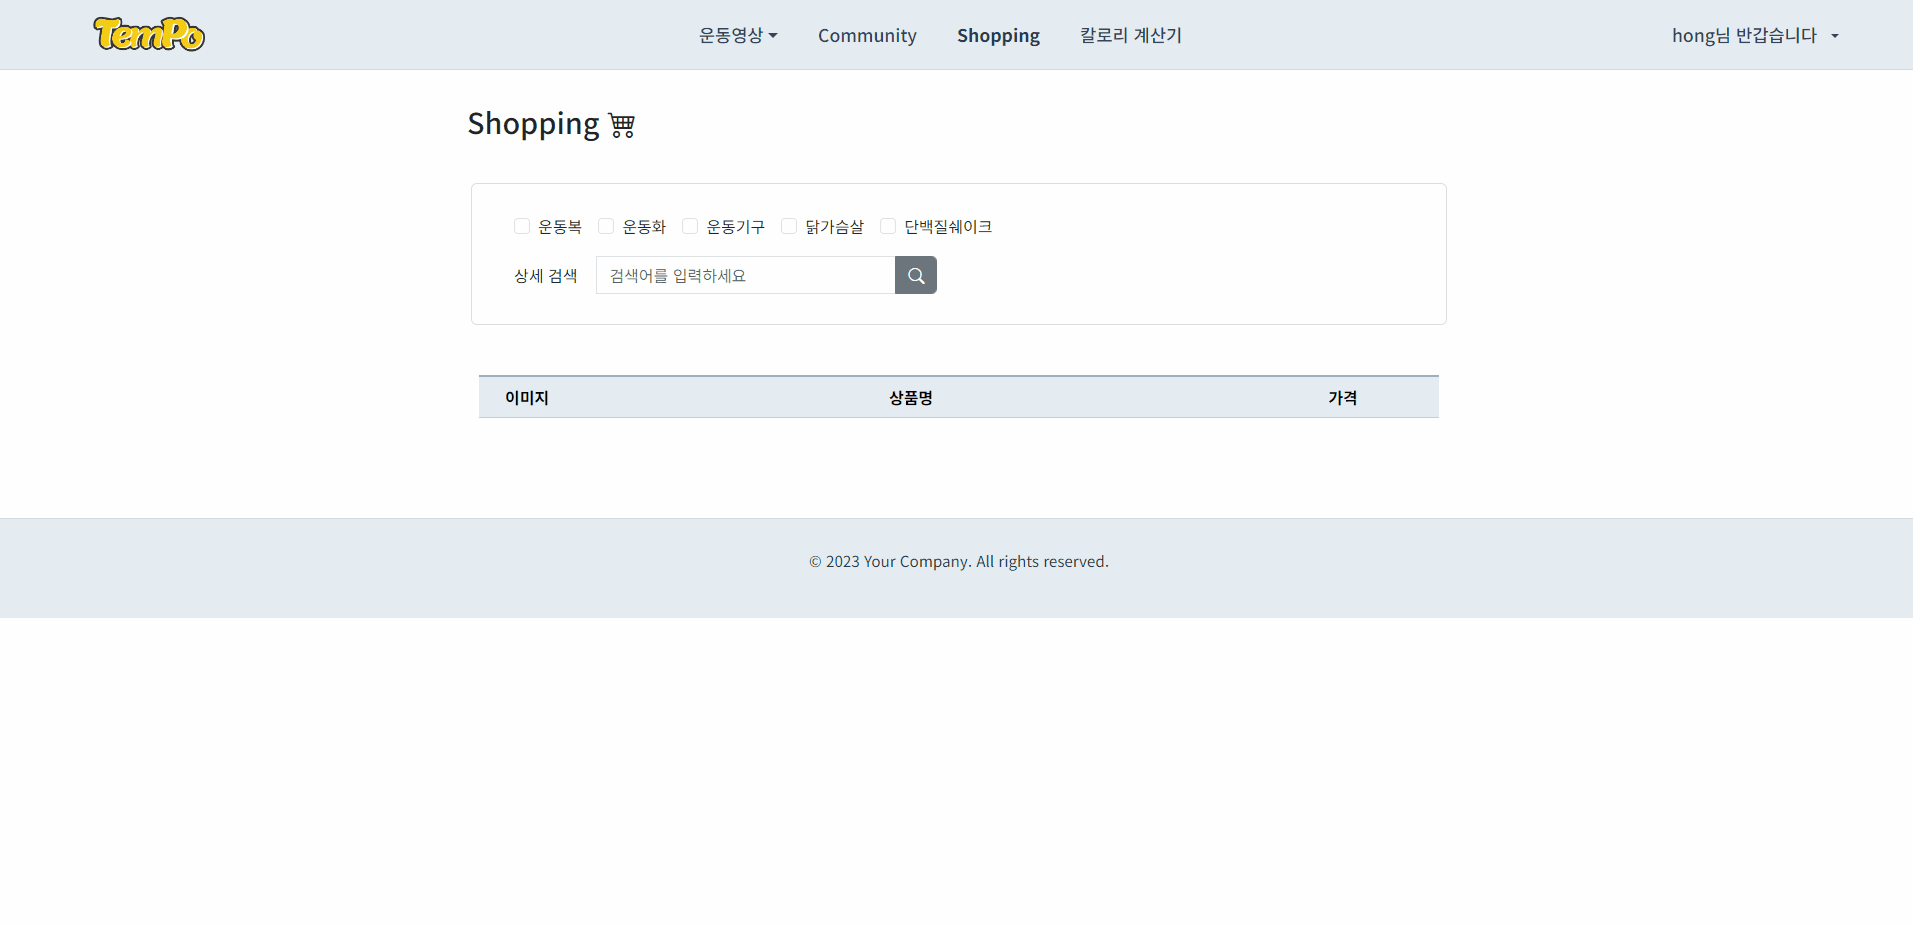 TemPo
운동영상 Community Shopping 칼로리 계산기 hong님 반갑습니다
Shopping
운동복 운동화 운동기구 닭가슴살 단백질쉐이크
상세 검색 검색어를 입력하세요
이미지 상품명 가격
© 2023 Your Company. All rights reserved.